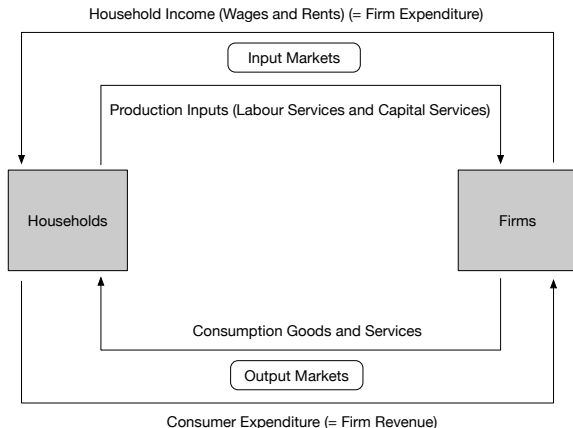 Household Income (Wages and Rents) (= Firm Expenditure)
Input Markets
Production Inputs (Labour Services and Capital Services)
Households
Firms
Consumption Goods and Services
Output Markets
Consumer Expenditure (= Firm Revenue)